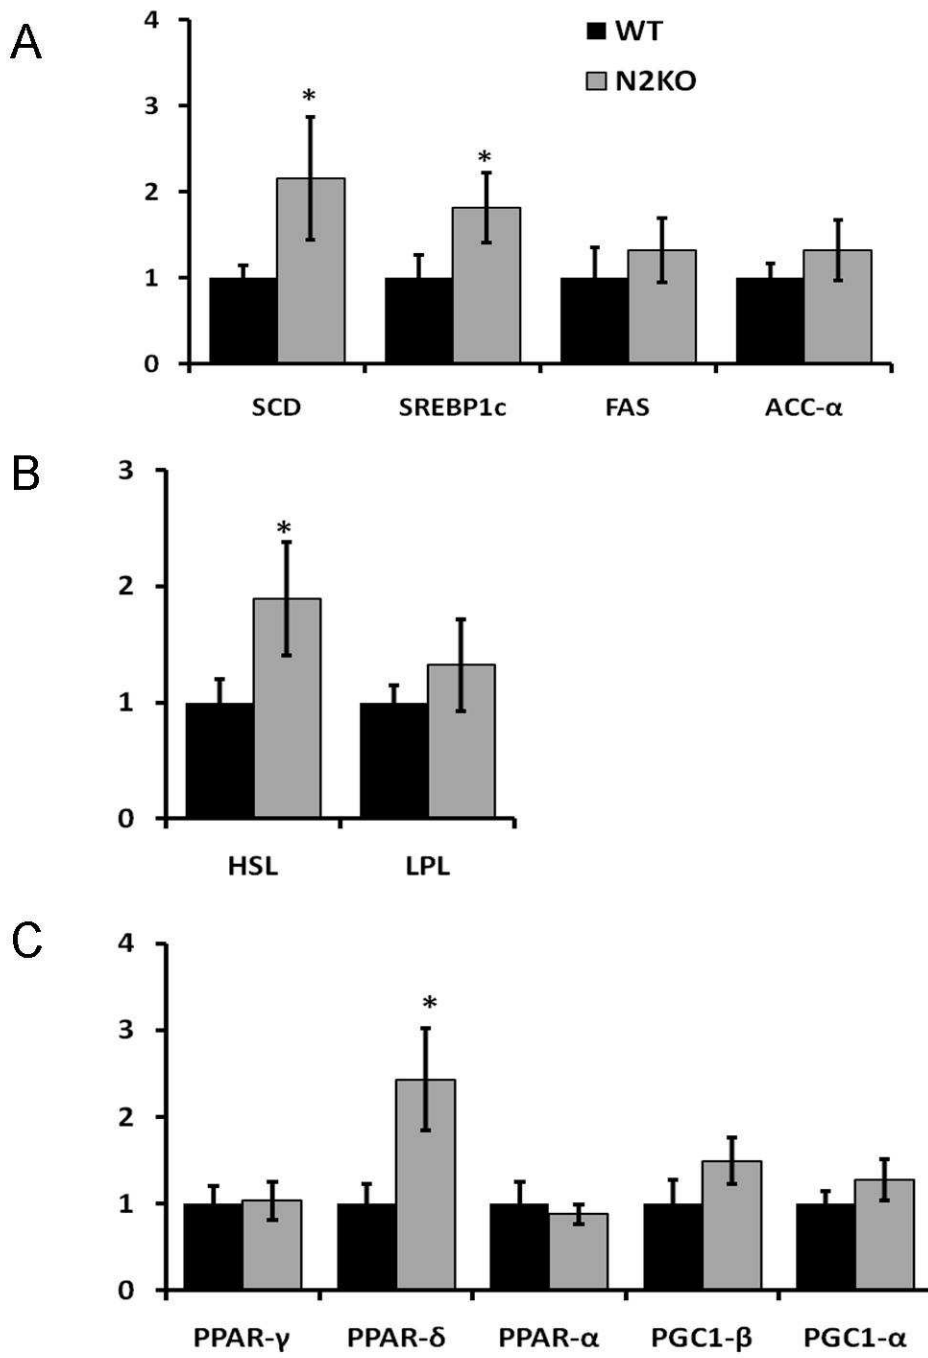 A
4
WT
N2KO
3
*
*
2
1
0
SCD SREBP1c FAS ACC-α
B
3
*
2
1
0
HSL LPL
C
4
*
3
2
1
0
PPAR-γ PPAR-δ PPAR-α PGC1-β PGC1-α